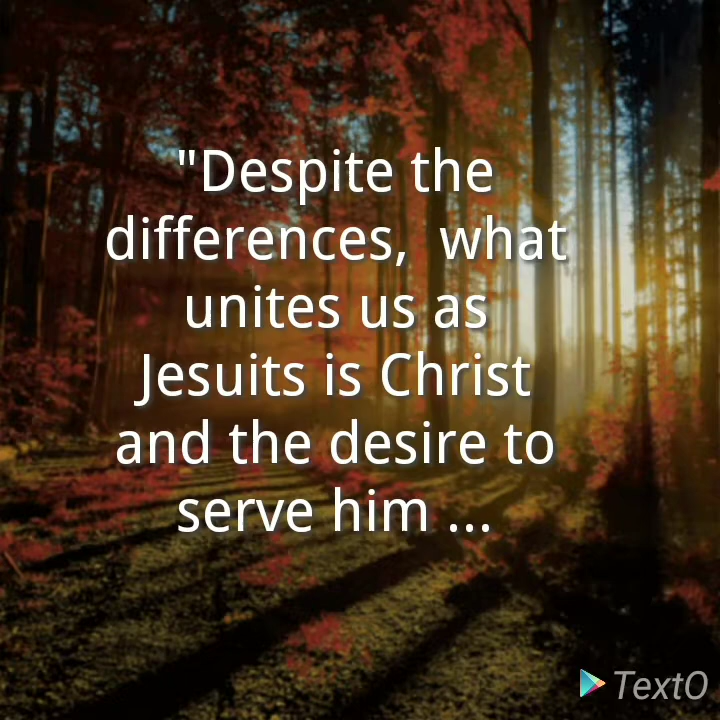 "Despite the
differences,  what
unites us as
Jesuits is Christ
and the desire to
serve him ...
TextO